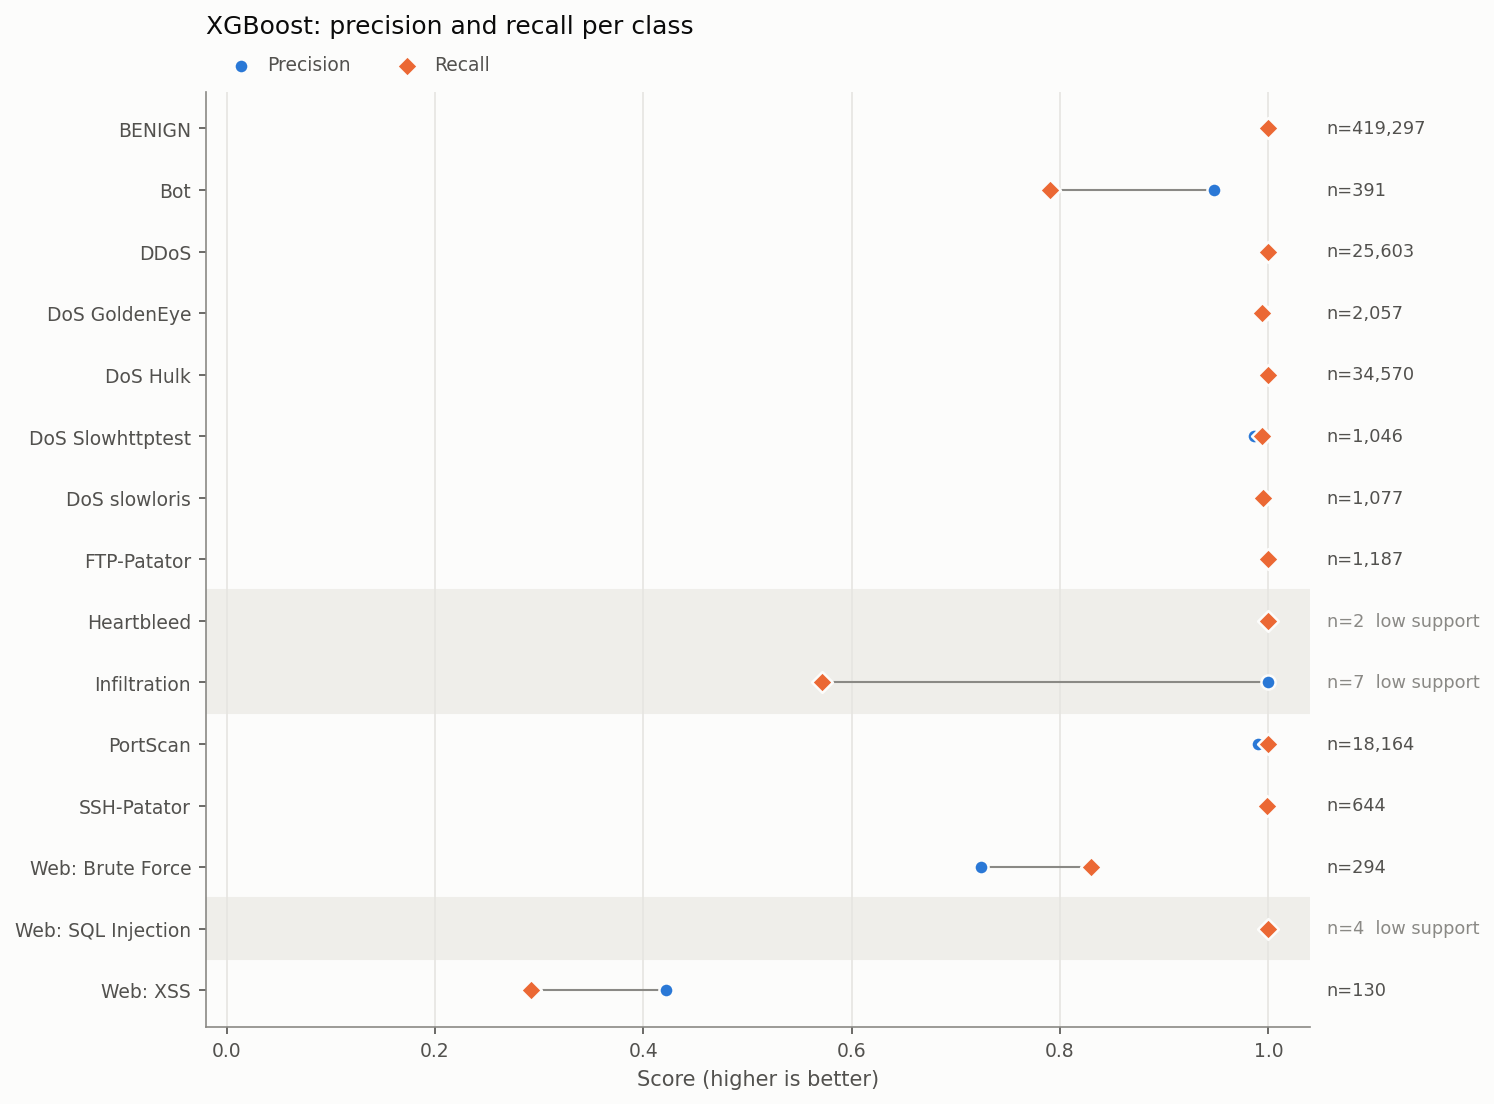 XGBoost: precision and recall per class
Precision Recall
BENIGN n=419,297
Bot n=391
DDoS n=25,603
DoS GoldenEye n=2,057
DoS Hulk n=34,570
DoS Slowhttptest n=1,046
DoS slowloris n=1,077
FTP-Patator n=1,187
Heartbleed n=2 low support
Infiltration n=7 low support
PortScan n=18,164
SSH-Patator n=644
Web: Brute Force n=294
Web: SQL Injection n=4 low support
Web: XSS n=130
0.0 0.2 0.4 0.6 0.8 1.0
Score (higher is better)